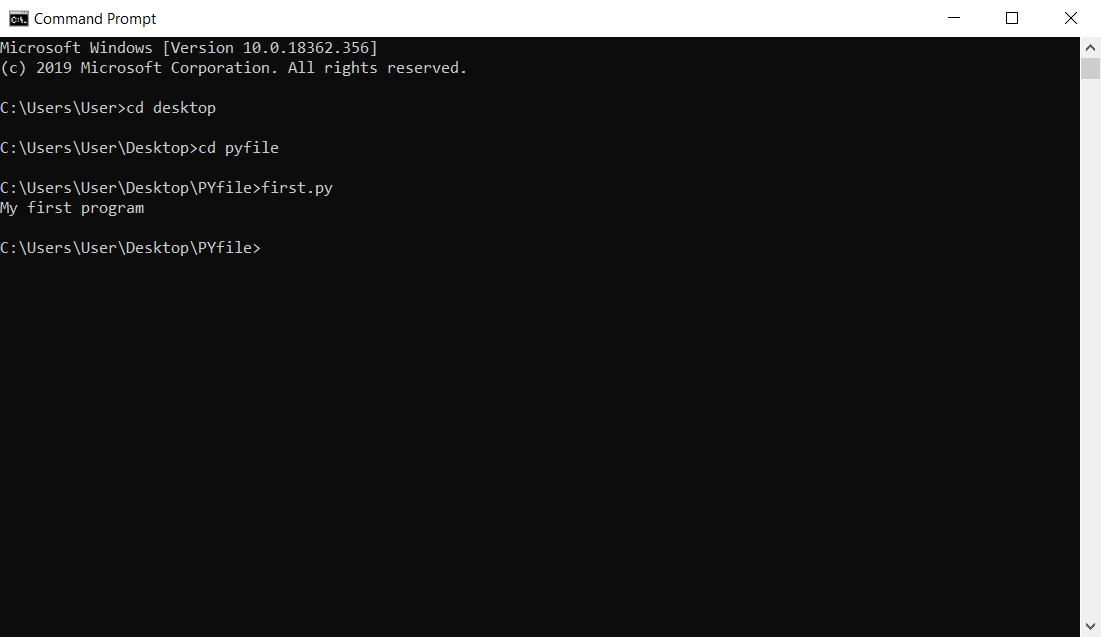 Command Prompt
Microsoft Windows [Version 10.0.18362.356]
(c) 2019 Microsoft Corporation. All rights reserved.
C:\Users\User>cd desktop
C:\Users\User\Desktop>cd pyfile
C:\Users\User\Desktop\PYfile>first.py
My first program
C:\Users\User\Desktop\PYfile>